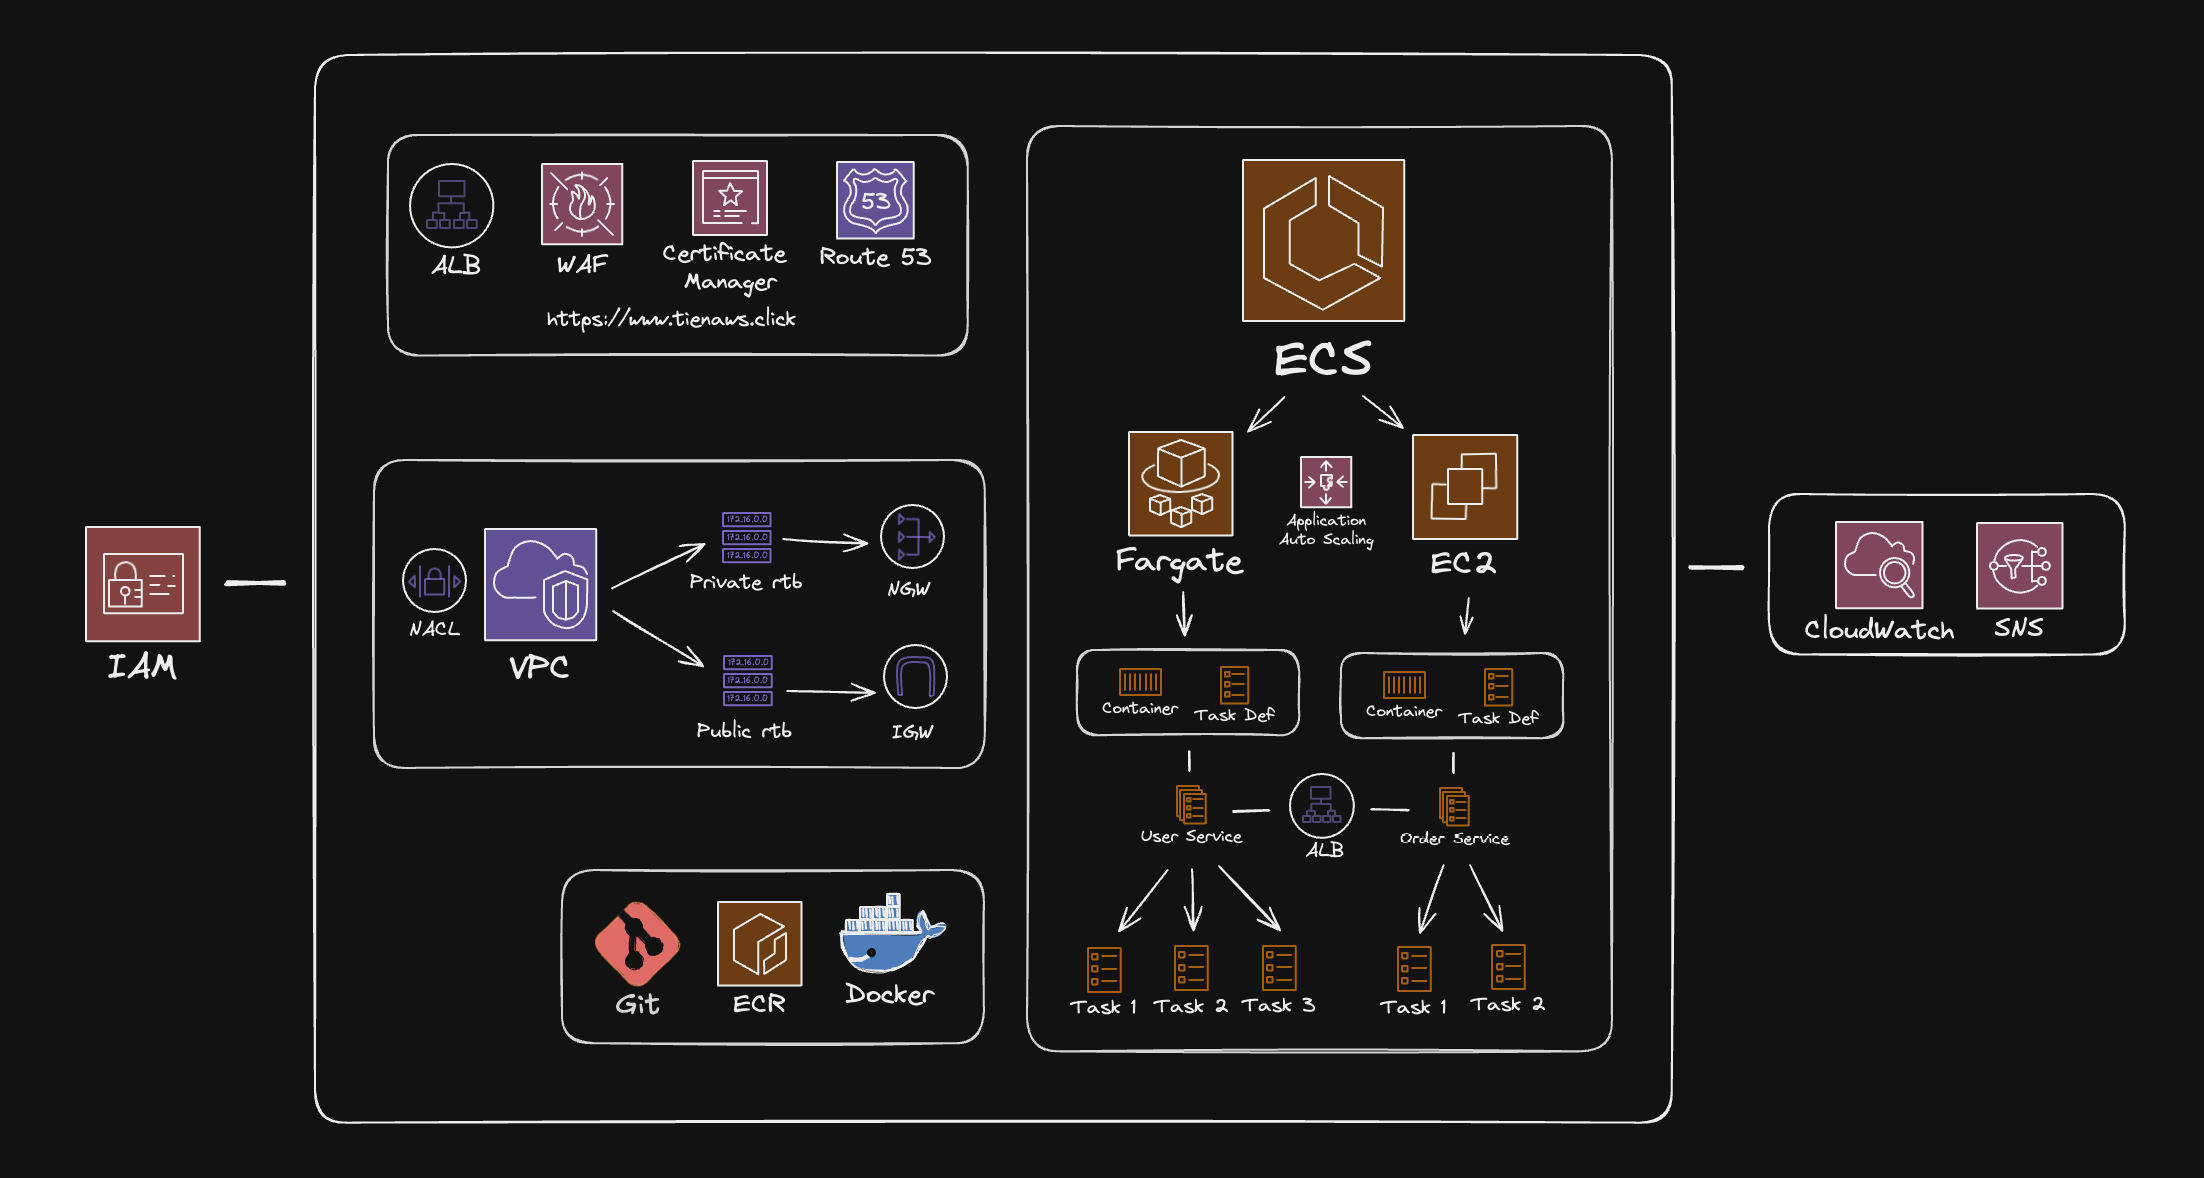 ALB
WAF
Certificate
Manager
53
Route 53
https://www.tienaws.click
ECS
Fargate
Application
Auto Scaling
EC2
IAM
NACL
VPC
172.16.0.0
172.16.0.0
172.16.0.0
Private rtb
NGW
172.16.0.0
172.16.0.0
172.16.0.0
Public rtb
IGW
Container
Task Def
Container
Task Def
User Service
ALB
Order Service
Task 1
Task 2
Task 3
Task 1
Task 2
Git
ECR
Docker
CloudWatch
SNS